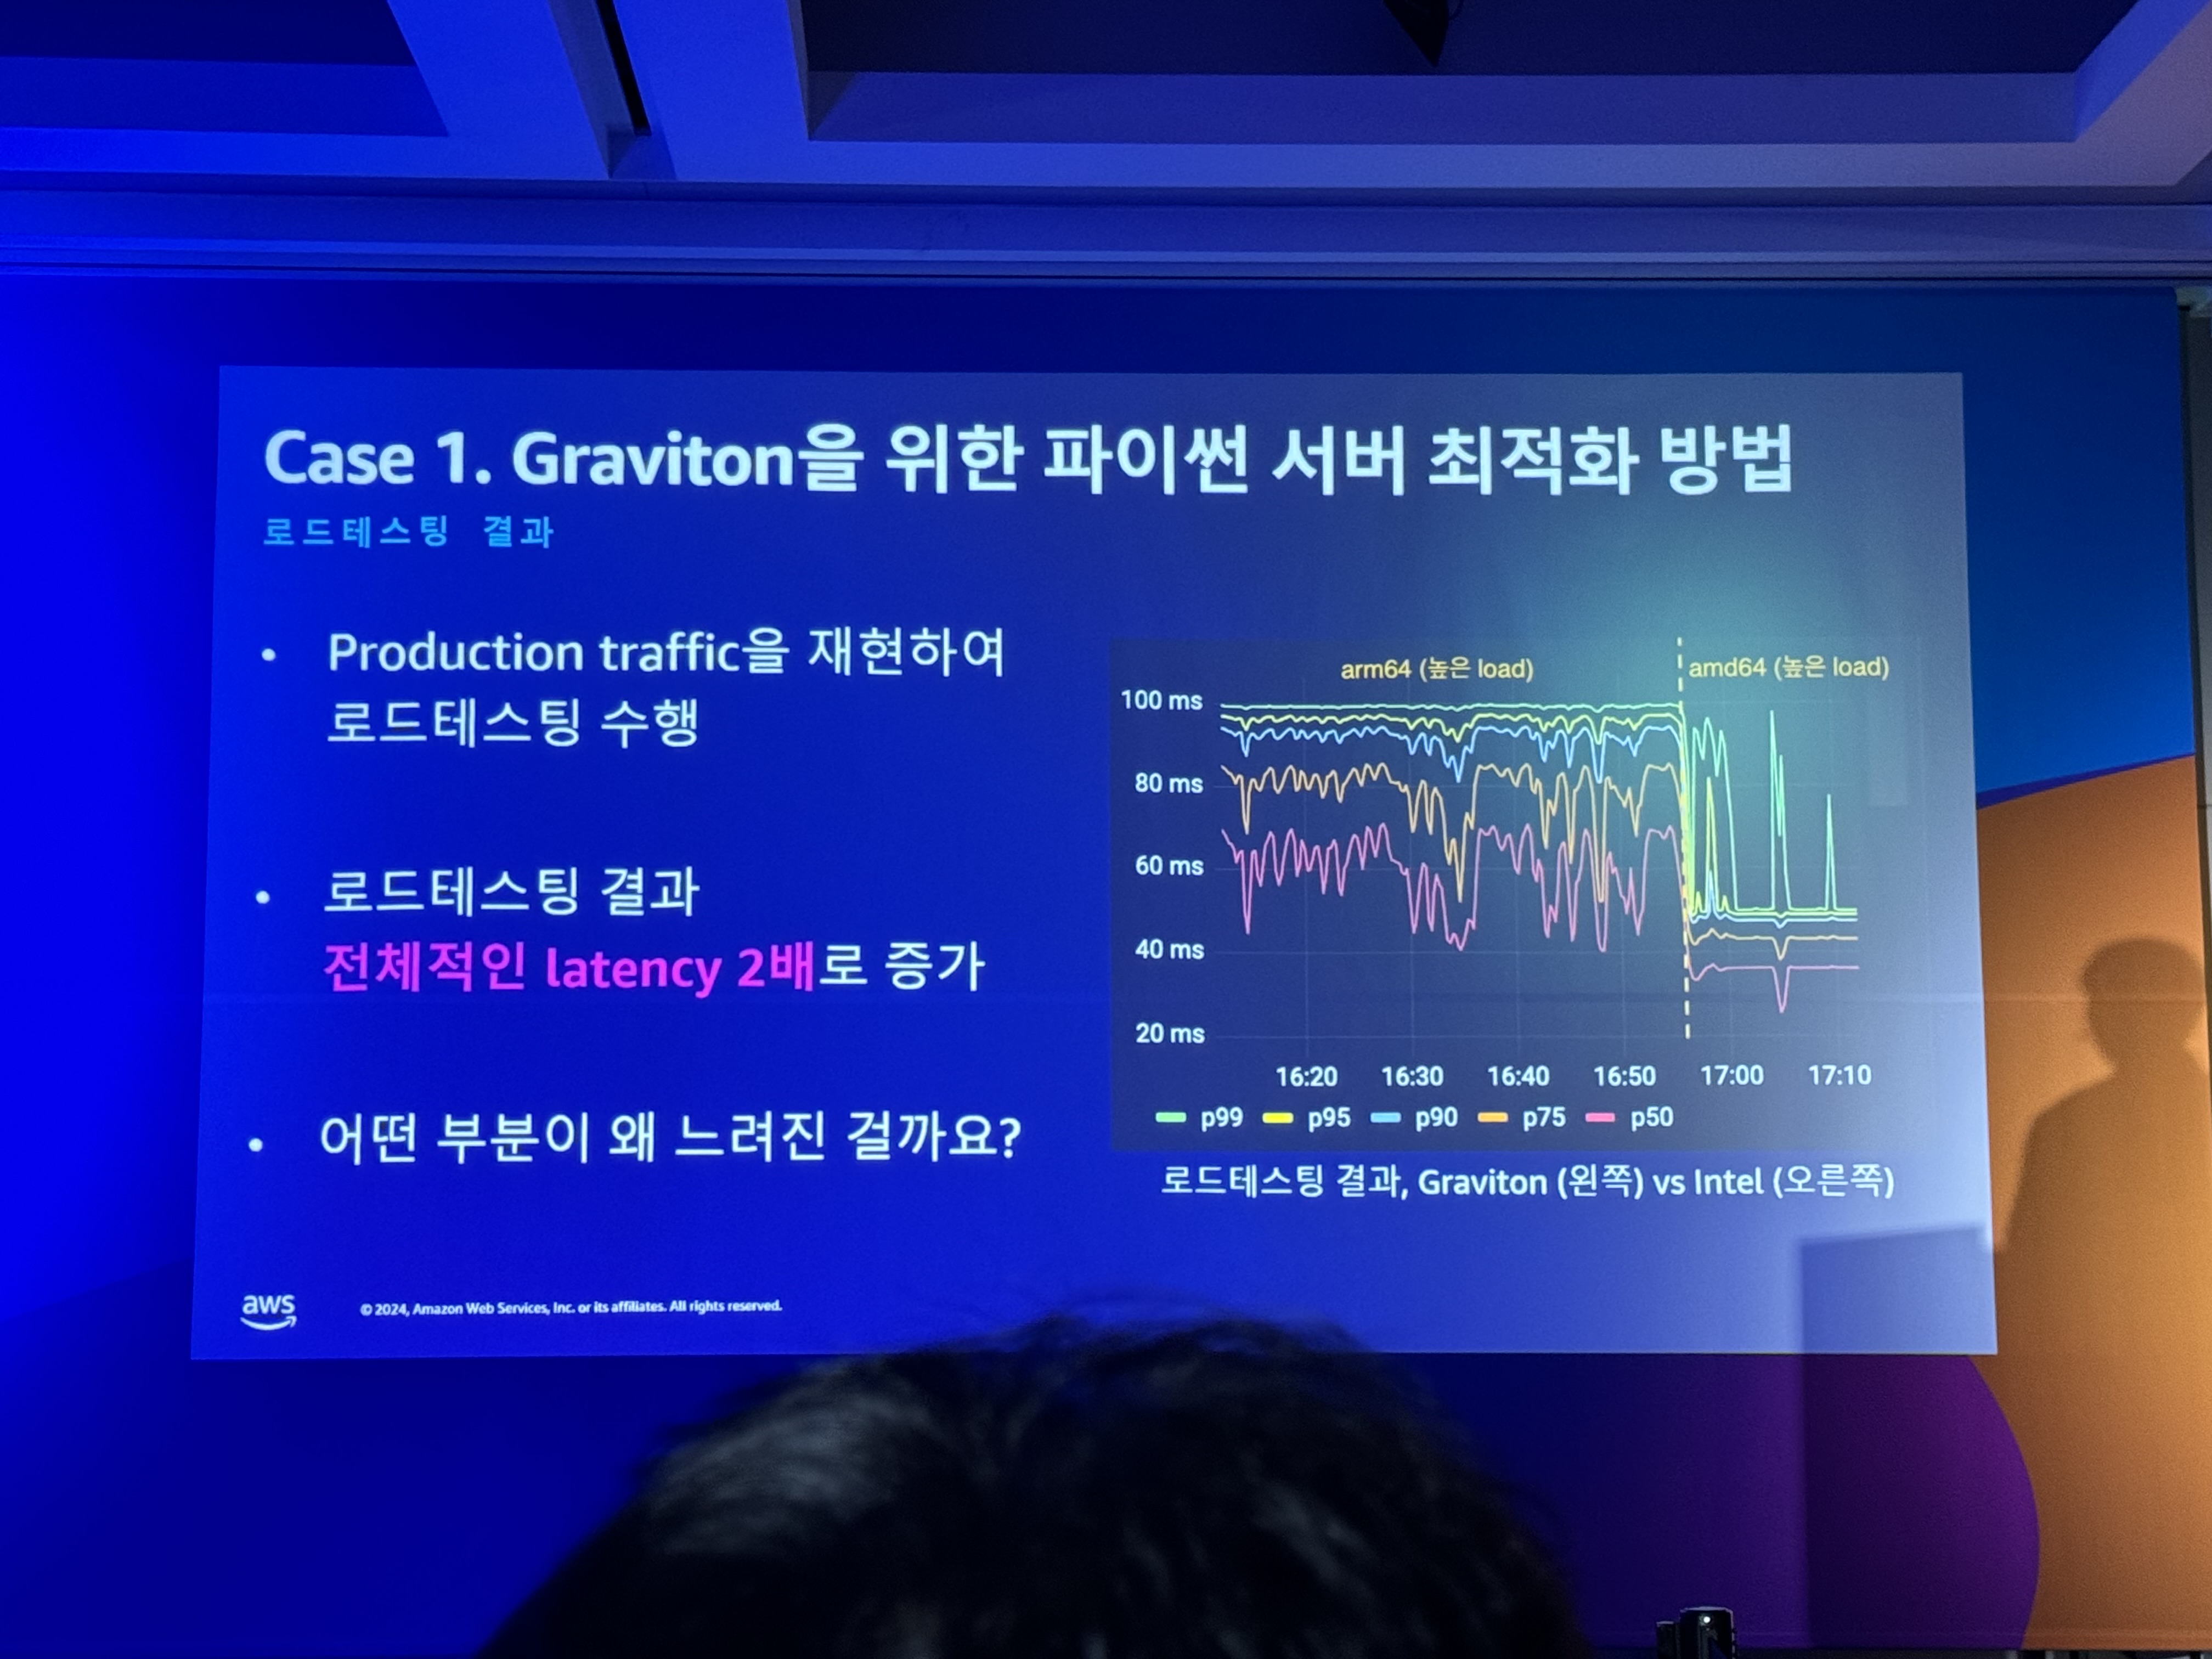 Case 1. Graviton을 위한 파이썬 서버 최적화 방법
로드테스팅 결과
• Production traffic을 재현하여
로드테스팅 수행
• 로드테스팅 결과
전체적인 latency 2배로 증가
• 어떤 부분이 왜 느려진 걸까요?
arm64 (높은 load)
amd64 (높은 load)
100 ms
80 ms
60 ms
40 ms
20 ms
16:20 16:30 16:40 16:50 17:00 17:10
p99 p95 p90 p75 p50
로드테스팅 결과, Graviton (왼쪽) vs Intel (오른쪽)
aws
© 2024, Amazon Web Services, Inc. or its affiliates. All rights reserved.